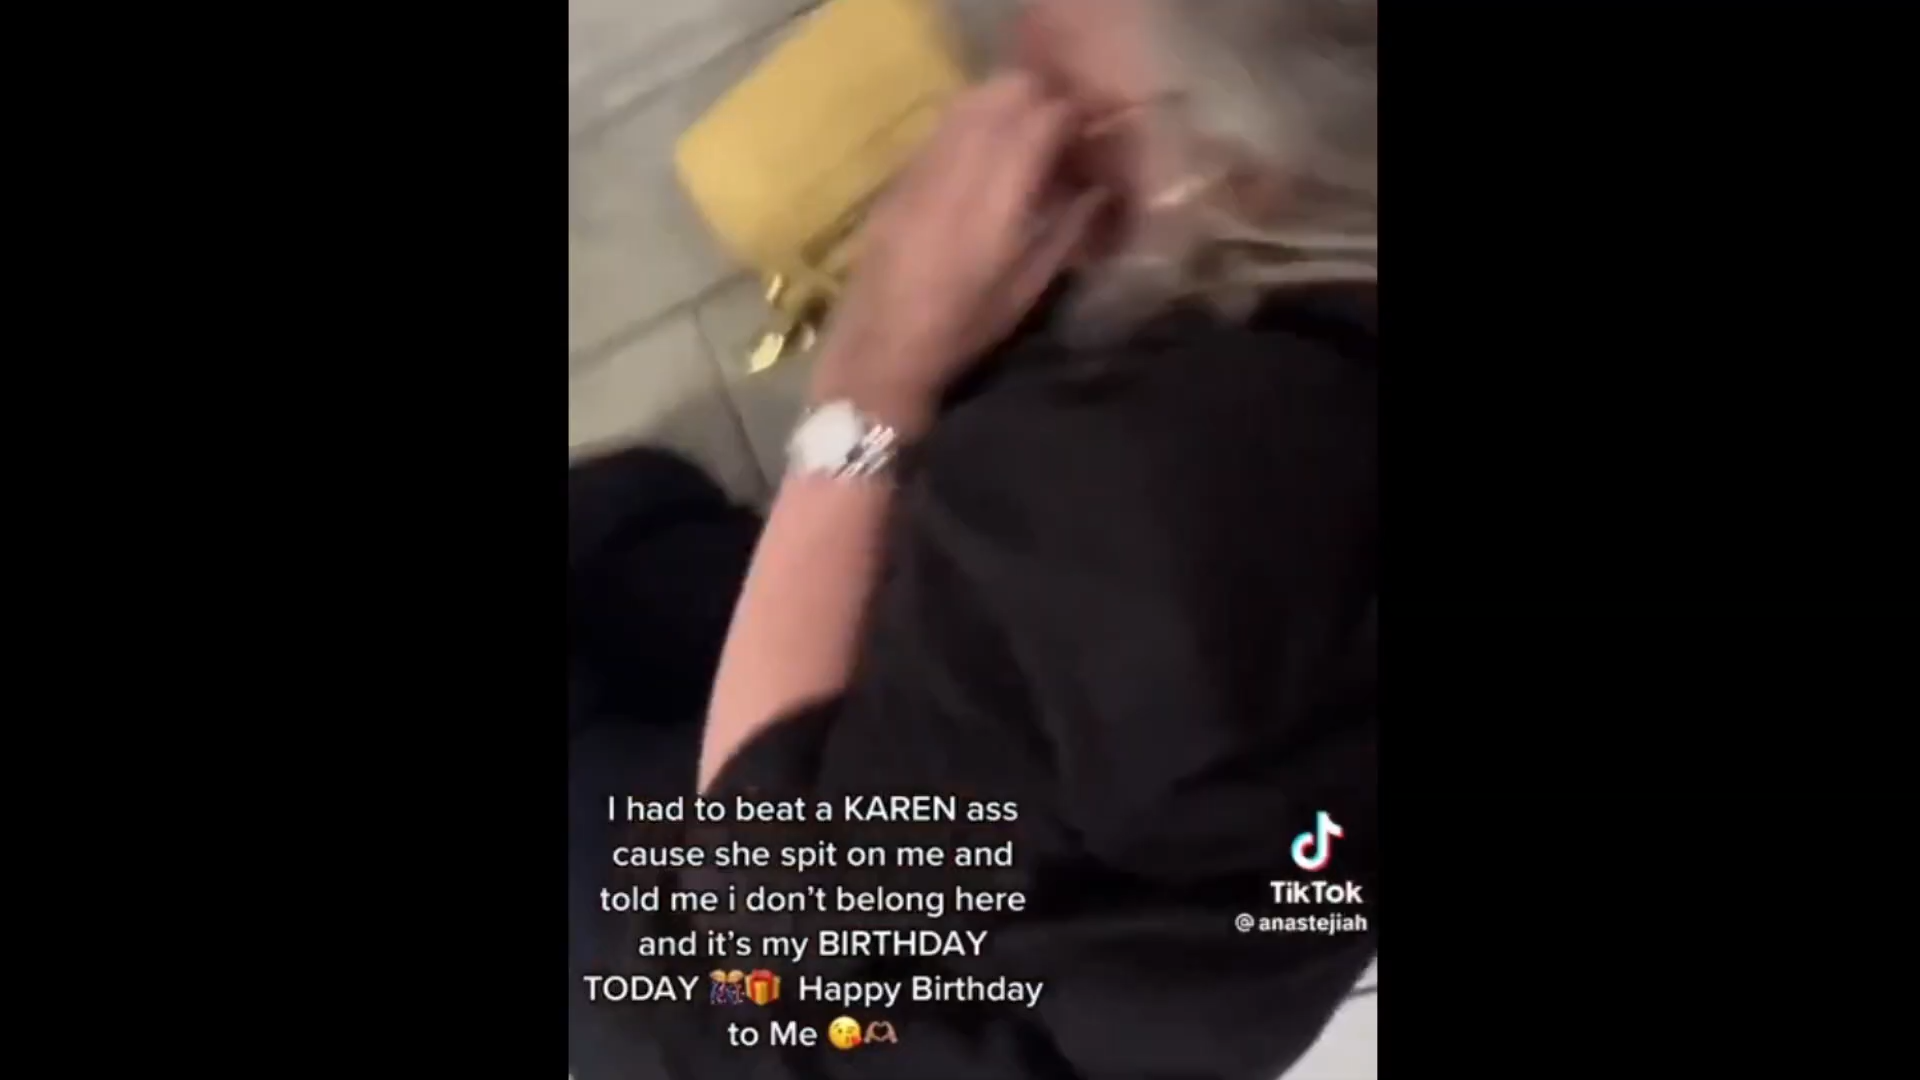 I had to beat a KAREN ass
cause she spit on me and
told me i don't belong here
and it's my BIRTHDAY
TODAY 🎊🎁 Happy Birthday
to Me 😘🫶🏽
TikTok
@anastejiah